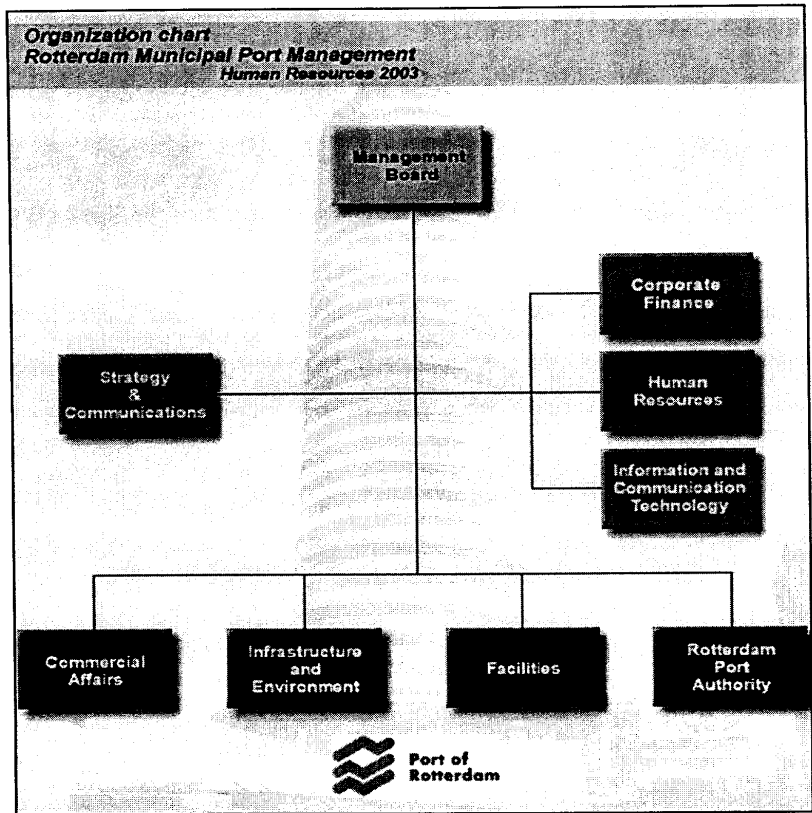 Organization chart
Rotterdam Municipal Port Management
Human Resources 2003
Management
Board
Corporate
Finance
Strategy
&
Communications
Human
Resources
Information and
Communication
Technology
Commercial
Affairs
Infrastructure
and
Environment
Facilities
Rotterdam
Port
Authority
Port of
Rotterdam